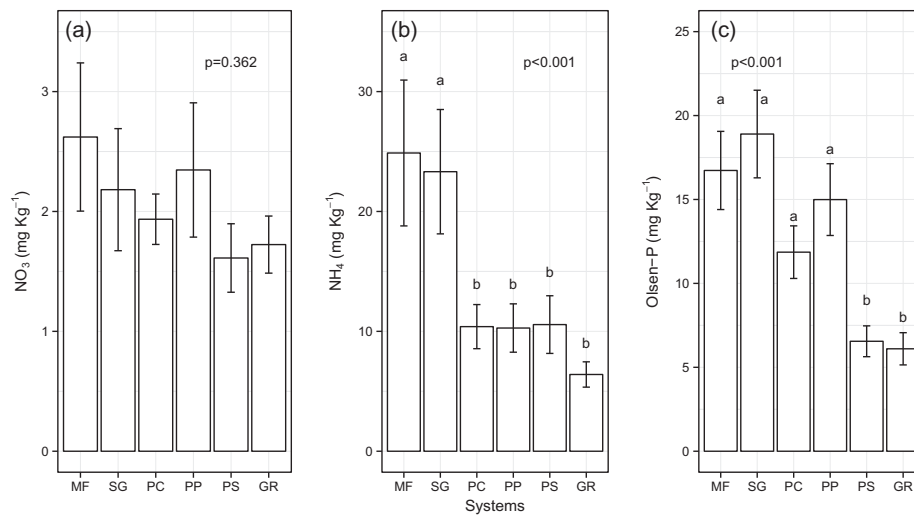 (a)
p=0.362
NO₃ (mg Kg⁻¹)
3
2
1
0
MF SG PC PP PS GR
(b)
p<0.001
a a b b b b
NH₄ (mg Kg⁻¹)
30
20
10
0
MF SG PC PP PS GR
Systems
(c)
p<0.001
a a a a b b
Olsen−P (mg Kg⁻¹)
25
20
15
10
5
0
MF SG PC PP PS GR